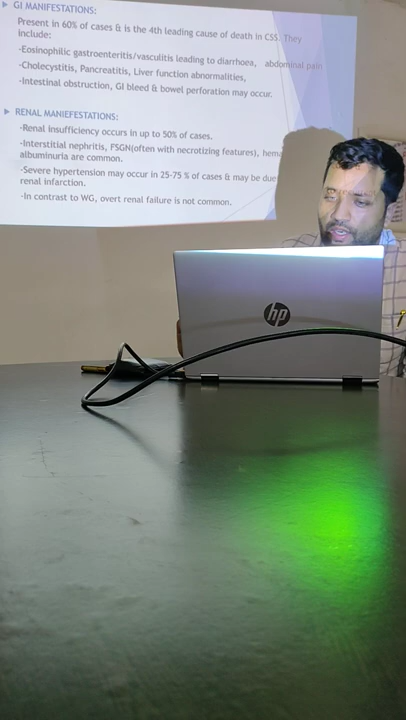 ► GI MANIFESTATIONS:
Present in 60% of cases & is the 4th leading cause of death in CSS. They
include:
-Eosinophilic gastroenteritis/vasculitis leading to diarrhoea, abdominal pain
-Cholecystitis, Pancreatitis, Liver function abnormalities,
-Intestinal obstruction, GI bleed & bowel perforation may occur.
► RENAL MANIEFESTATIONS:
-Renal insufficiency occurs in up to 50% of cases.
-Interstitial nephritis, FSGN(often with necrotizing features), hem
albuminuria are common.
-Severe hypertension may occur in 25-75 % of cases & may be due
renal infarction.
-In contrast to WG, overt renal failure is not common.
hp